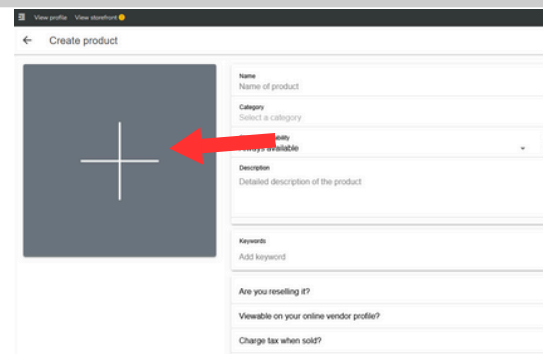 View profile View storefront
Create product
Name
Name of product
Category
Select a category
available
Description
Detailed description of the product
Keywords
Add keyword
Are you reselling it?
Viewable on your online vendor profile?
Charge tax when sold?